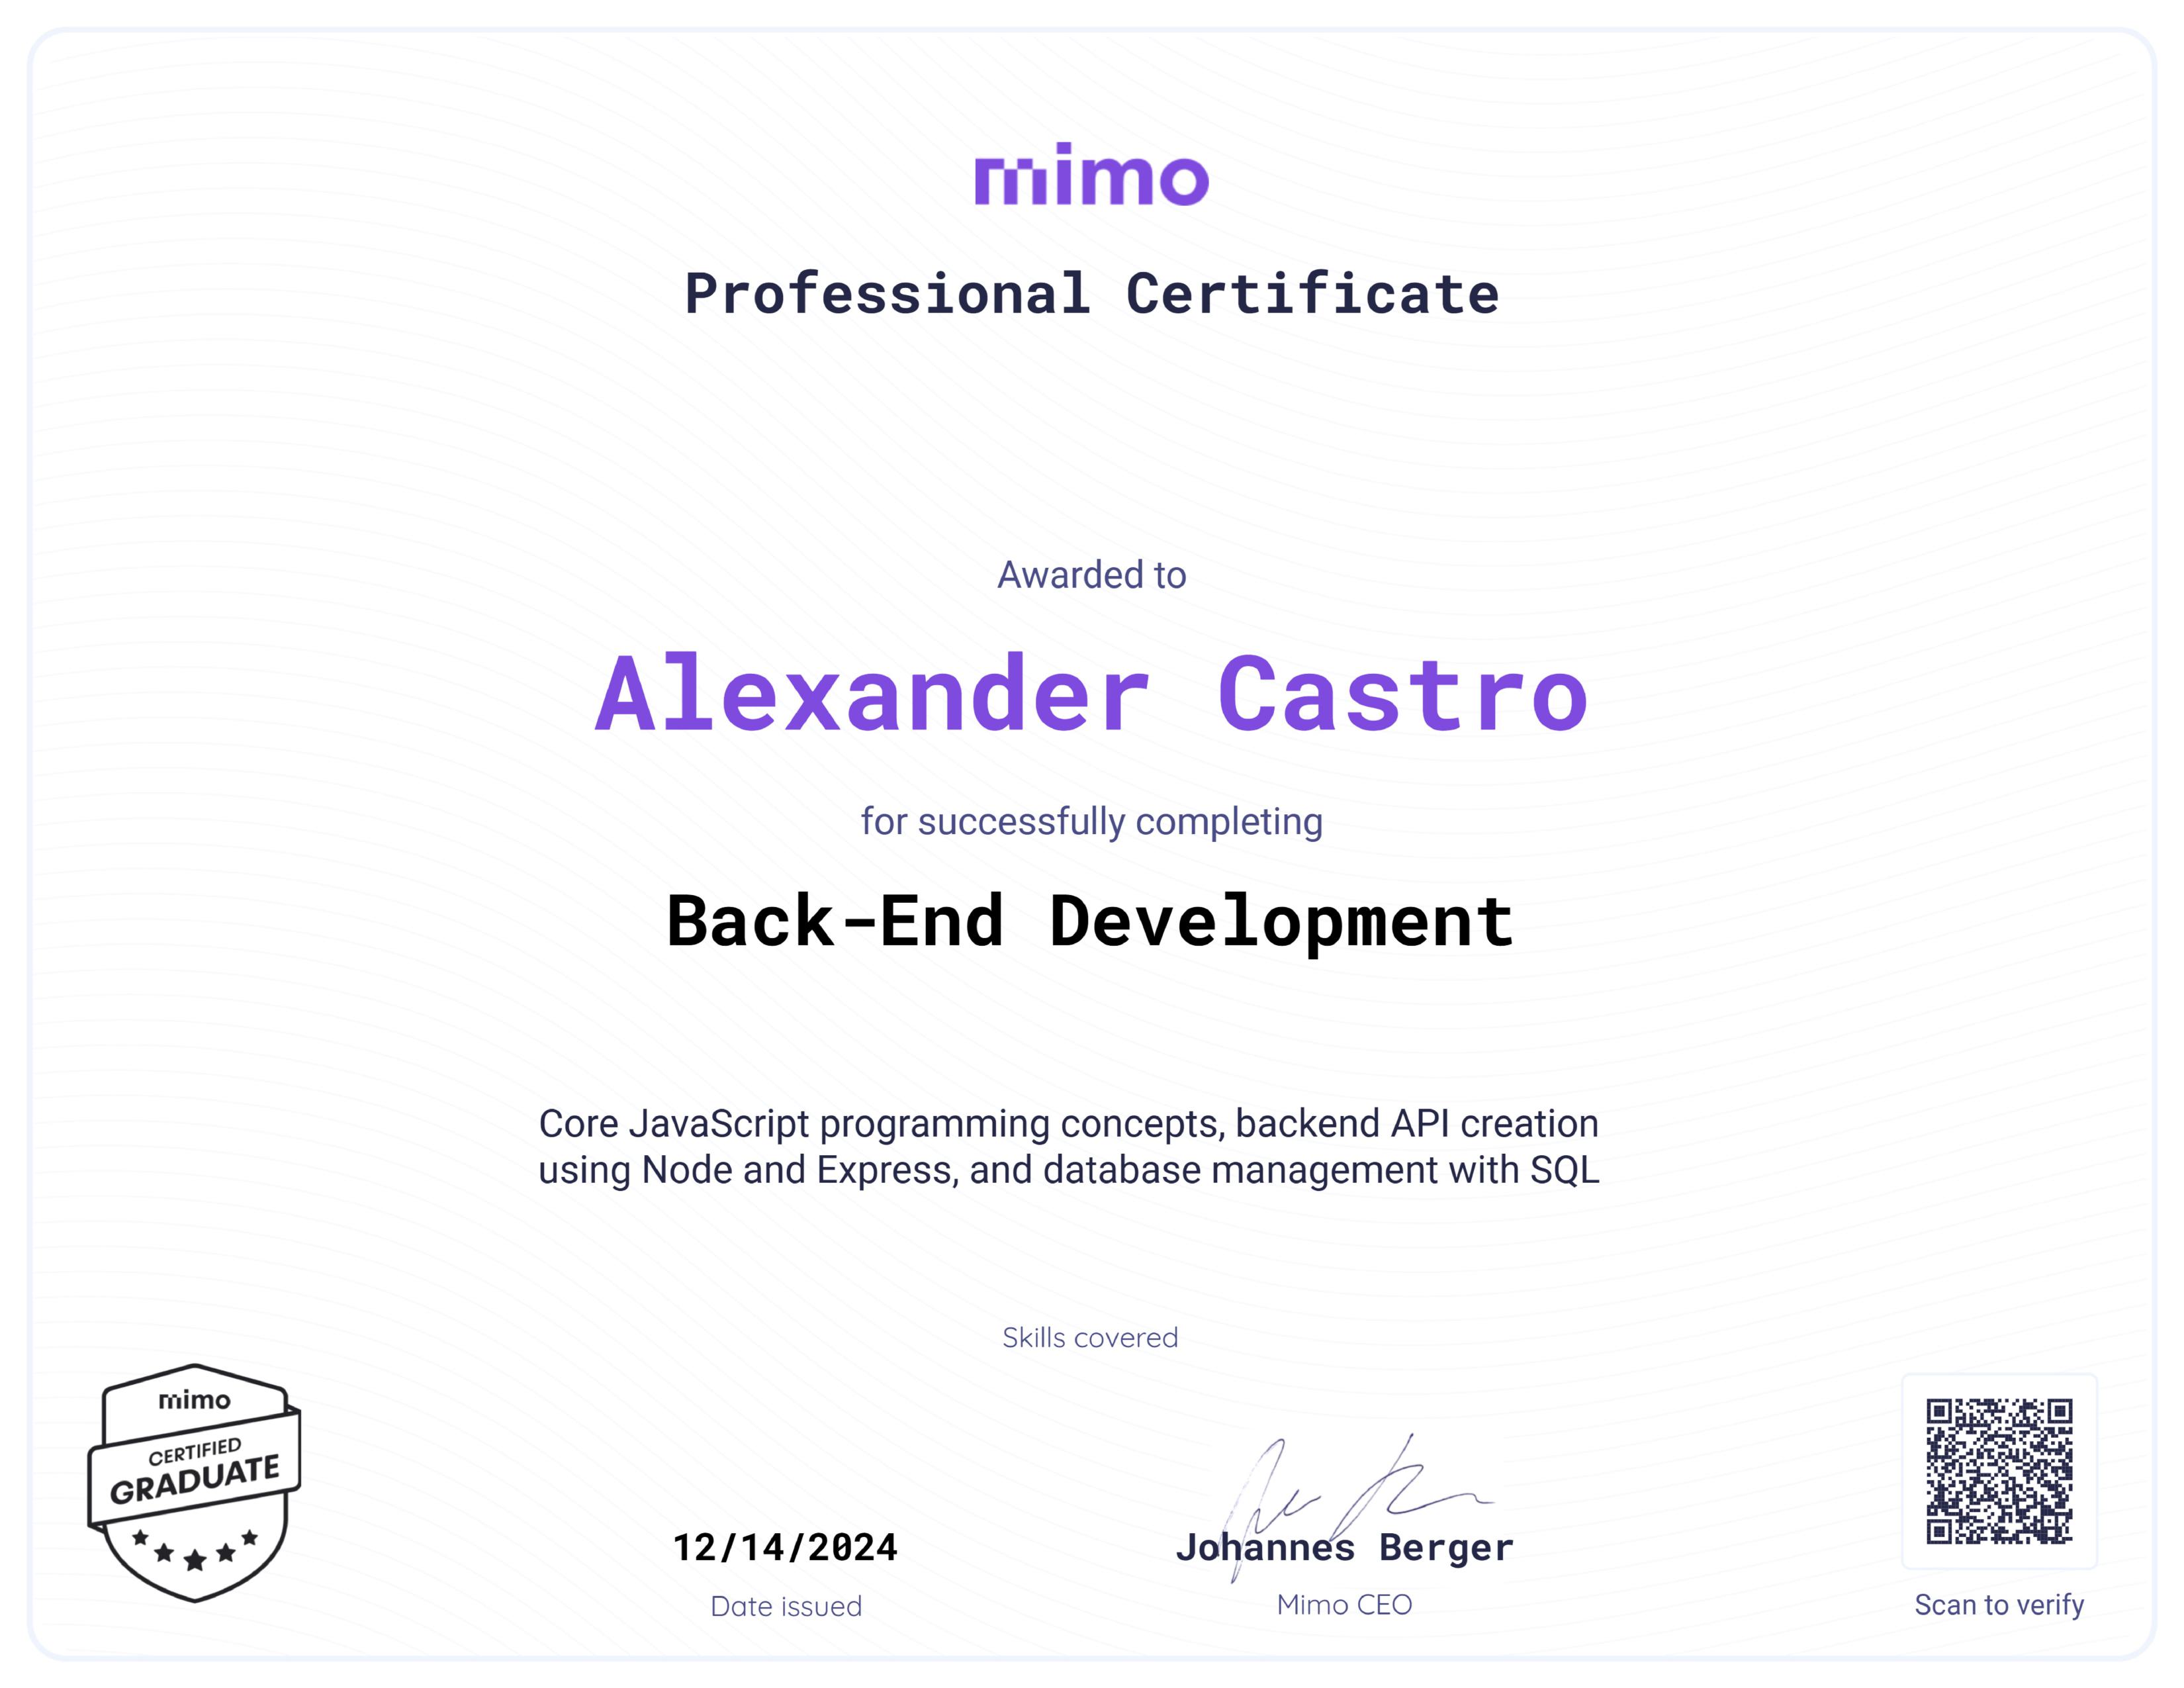 mimo
Professional Certificate
Awarded to
Alexander Castro
for successfully completing
Back-End Development
Core JavaScript programming concepts, backend API creation
using Node and Express, and database management with SQL
Skills covered
mimo
CERTIFIED
GRADUATE
12/14/2024
Date issued
Johannes Berger
Mimo CEO
Scan to verify